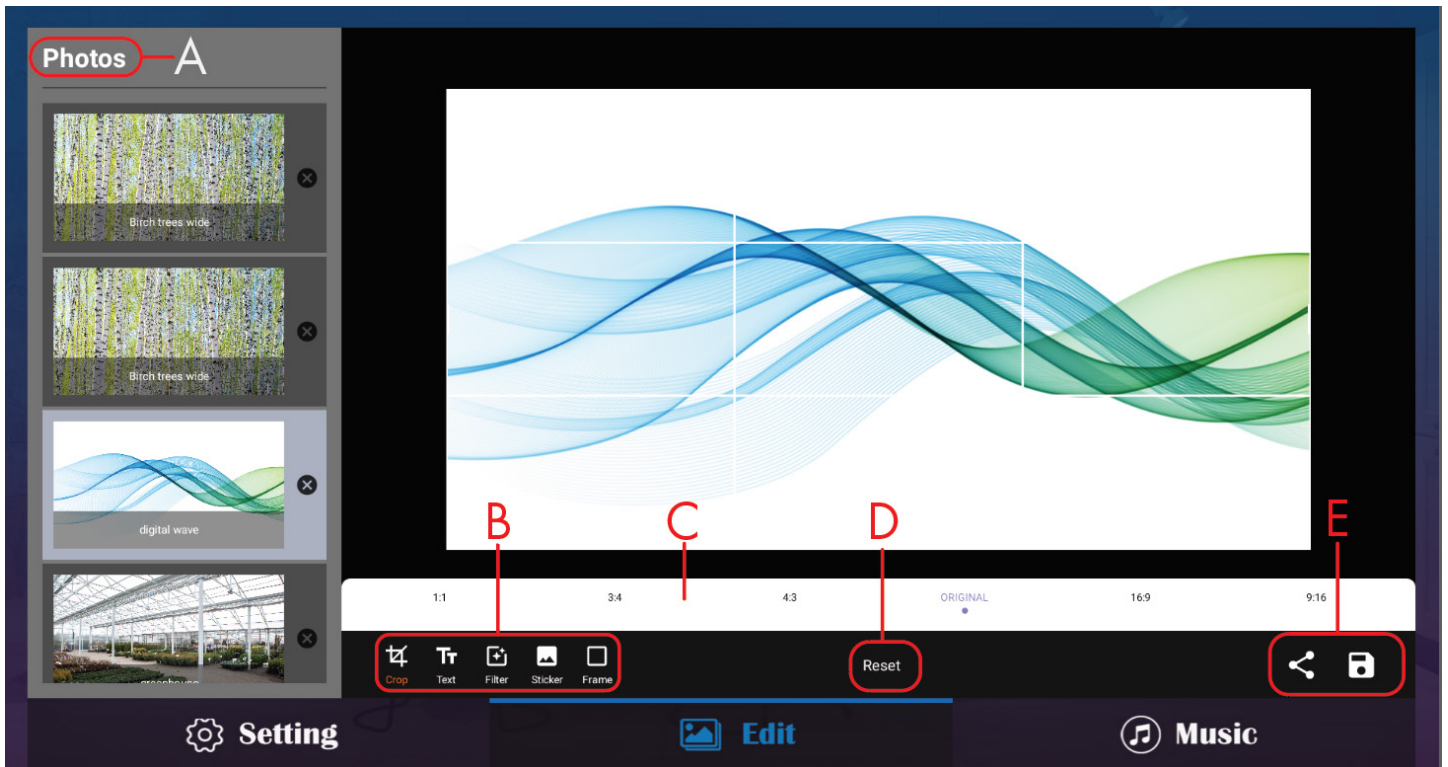 Photos A
Birch trees wide
Birch trees wide
digital wave
greenhouse
B C D E
1:1 3:4 4:3 ORIGINAL 16:9 9:16
Crop Text Filter Sticker Frame
Reset
Setting Edit Music